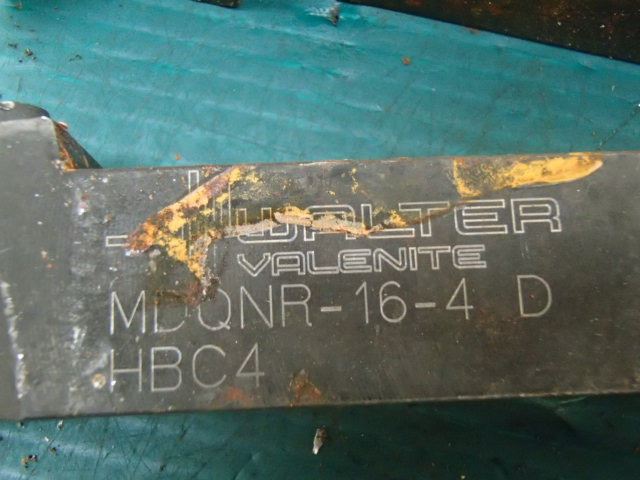 WALTER
VALENITE
MDQNR-16-4 D
HBC4